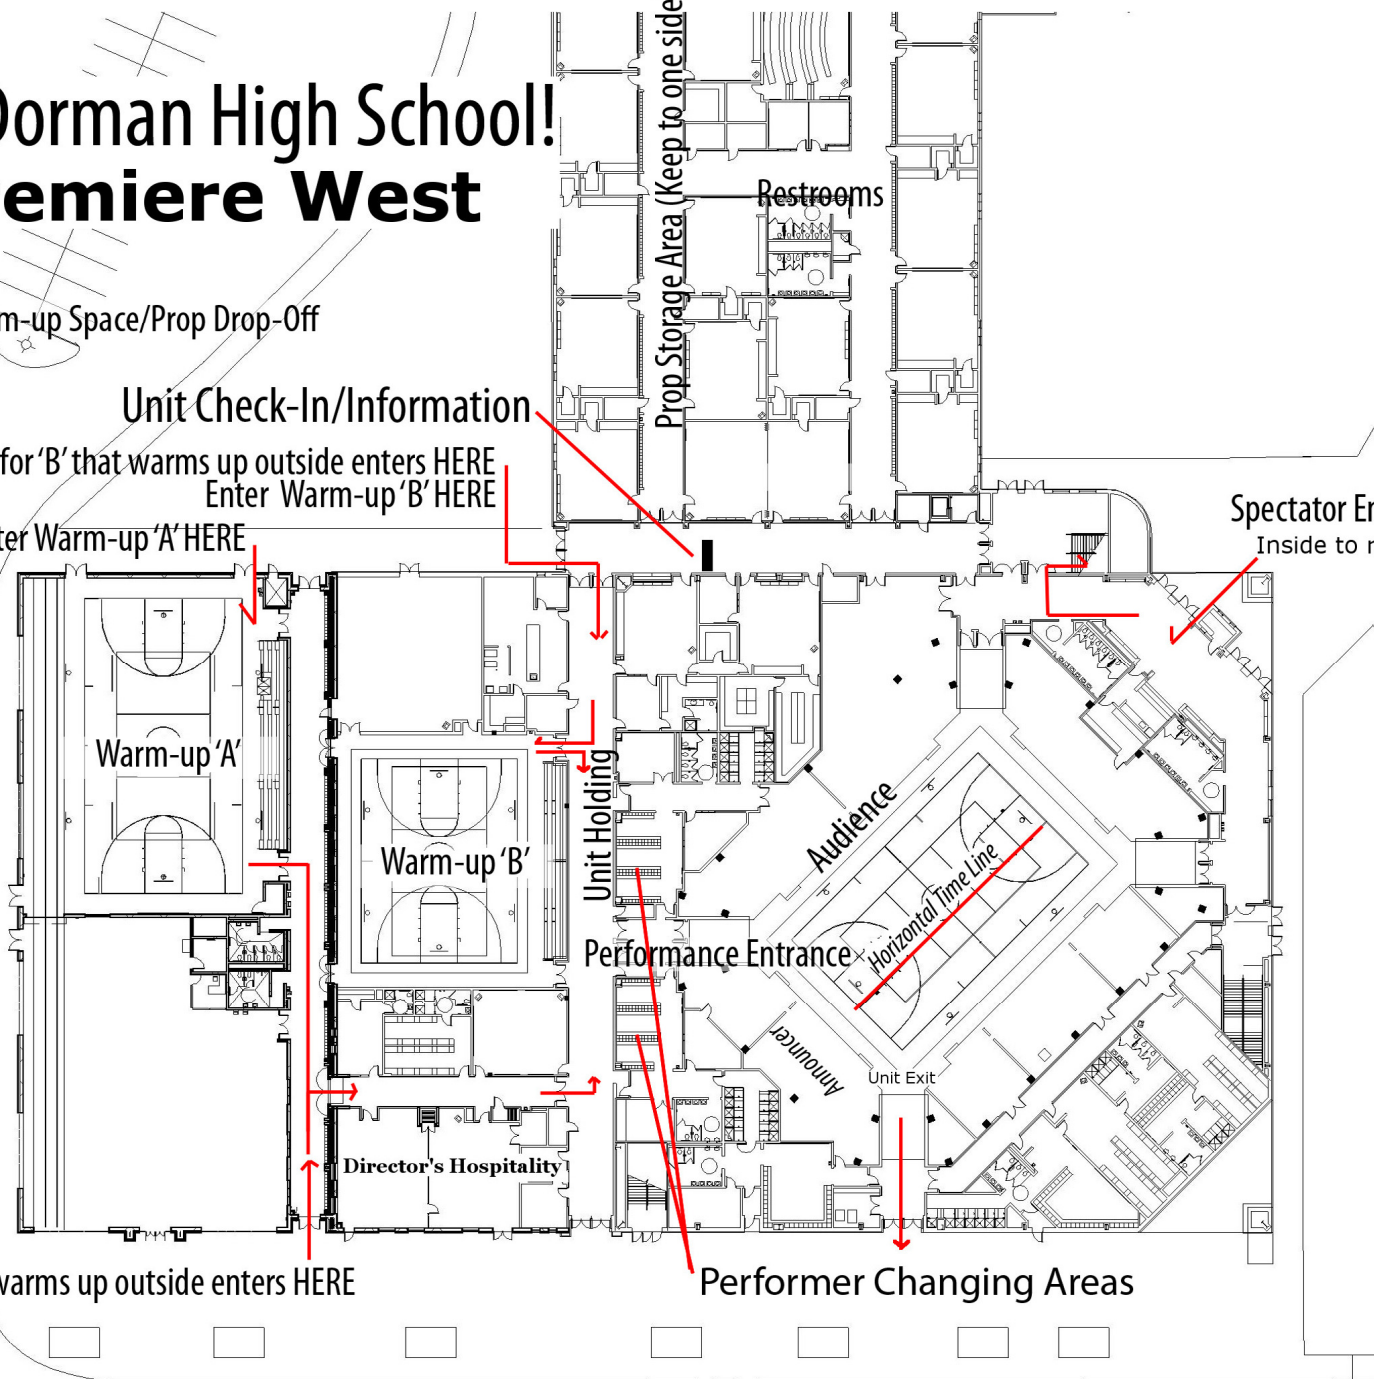 Dorman High School!
emiere West
m-up Space/Prop Drop-Off
Prop Storage Area (Keep to one side
Restrooms
Unit Check-In/Information
for ‘B’ that warms up outside enters HERE
Enter Warm-up ‘B’ HERE
ter Warm-up ‘A’ HERE
Spectator En
Inside to r
Warm-up ‘A’
Warm-up ‘B’
Unit Holding
Audience
Horizontal Time Line
Performance Entrance
Announcer
Unit Exit
Director's Hospitality
warms up outside enters HERE
Performer Changing Areas